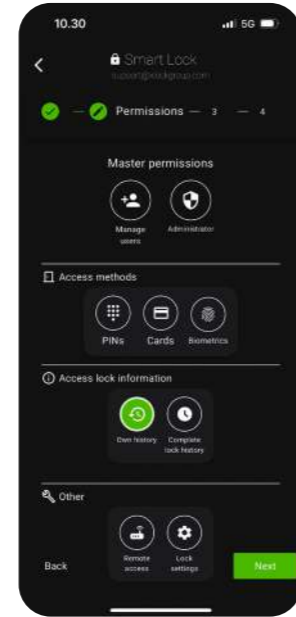 10.30
5G
Smart Lock
Permissions — 3 — 4
Master permissions
Manage users
Administrator
Access methods
PINs Cards Biometrics
Access lock information
Own history
Complete lock history
Other
Remote access
Lock settings
Back
Next